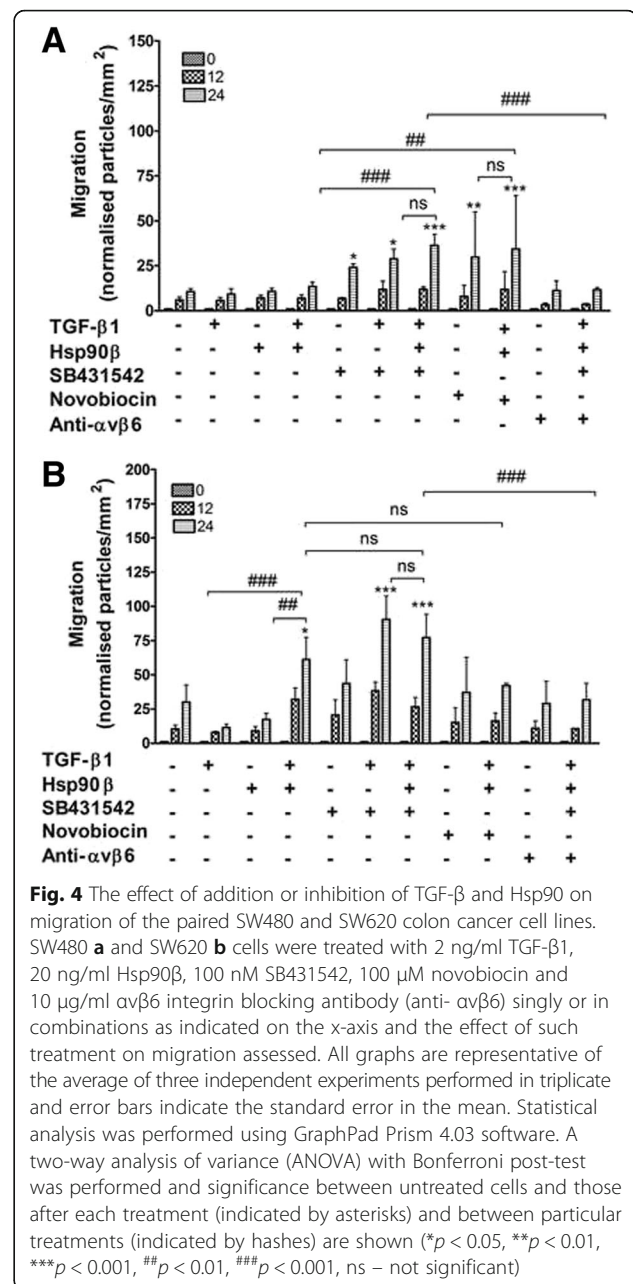 A
150
0
12
24
125
###
100
##
75
###
ns
ns
***
50
**
***
*
*
25
0
Migration
(normalised particles/mm²)
TGF-β1 - + - + - + + - + - +
Hsp90β - - + + - - + - + - +
SB431542 - - - - + + + - - - +
Novobiocin - - - - - - - + + - -
Anti-αvβ6 - - - - - - - - - + +
B
200
0
12
24
175
###
150
ns
125
ns
###
ns
100
##
***
***
*
75
50
25
0
Migration
(normalised particles/mm²)
TGF-β1 - + - + - + + - + - +
Hsp90β - - + + - - + - + - +
SB431542 - - - - + + + - - - +
Novobiocin - - - - - - - + + - -
Anti-αvβ6 - - - - - - - - - + +
Fig. 4 The effect of addition or inhibition of TGF-β and Hsp90 on
migration of the paired SW480 and SW620 colon cancer cell lines.
SW480 a and SW620 b cells were treated with 2 ng/ml TGF-β1,
20 ng/ml Hsp90β, 100 nM SB431542, 100 μM novobiocin and
10 μg/ml αvβ6 integrin blocking antibody (anti- αvβ6) singly or in
combinations as indicated on the x-axis and the effect of such
treatment on migration assessed. All graphs are representative of
the average of three independent experiments performed in triplicate
and error bars indicate the standard error in the mean. Statistical
analysis was performed using GraphPad Prism 4.03 software. A
two-way analysis of variance (ANOVA) with Bonferroni post-test
was performed and significance between untreated cells and those
after each treatment (indicated by asterisks) and between particular
treatments (indicated by hashes) are shown (*p < 0.05, **p < 0.01,
***p < 0.001, ##p < 0.01, ###p < 0.001, ns – not significant)